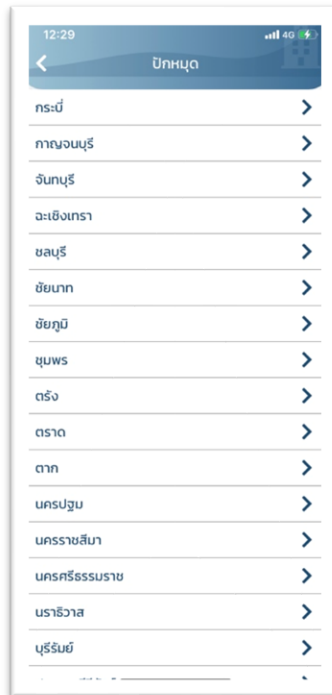 12:29
4G
ปักหมุด
กระบี่
กาญจนบุรี
จันทบุรี
ฉะเชิงเทรา
ชลบุรี
ชัยนาท
ชัยภูมิ
ชุมพร
ตรัง
ตราด
ตาก
นครปฐม
นครราชสีมา
นครศรีธรรมราช
นราธิวาส
บุรีรัมย์